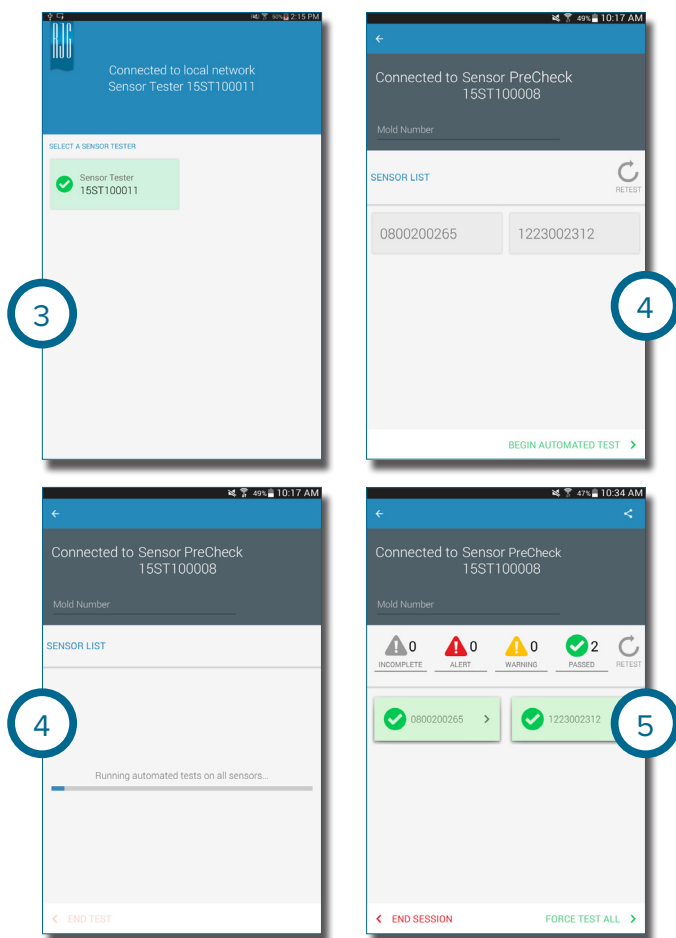 2:15 PM
50%
RJG
Connected to local network
Sensor Tester 15ST100011
SELECT A SENSOR TESTER
Sensor Tester
15ST100011
3
49% 10:17 AM
Connected to Sensor PreCheck
15ST100008
Mold Number
SENSOR LIST
RETEST
0800200265
1223002312
4
BEGIN AUTOMATED TEST
49% 10:17 AM
Connected to Sensor PreCheck
15ST100008
Mold Number
SENSOR LIST
4
Running automated tests on all sensors...
END TEST
47% 10:34 AM
Connected to Sensor PreCheck
15ST100008
Mold Number
0
INCOMPLETE
0
ALERT
0
WARNING
2
PASSED
RETEST
0800200265
1223002312
5
END SESSION
FORCE TEST ALL